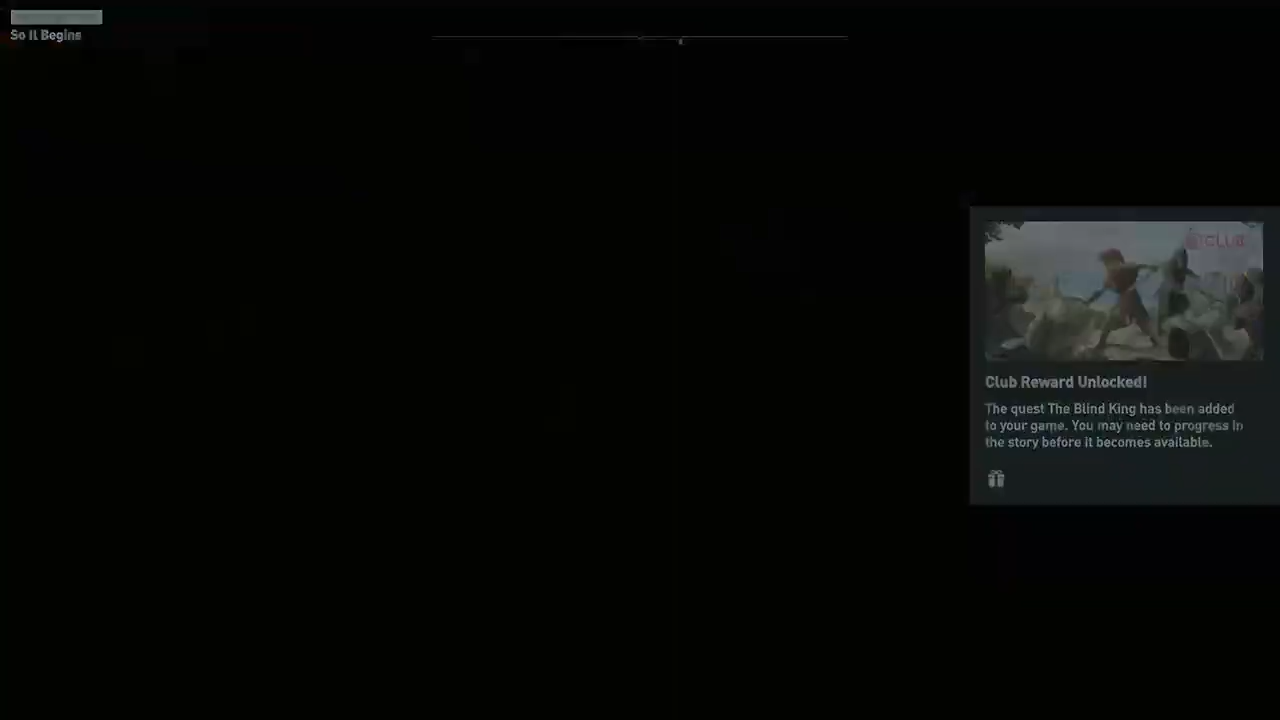 So It Begins
CLUB
Club Reward Unlocked!
The quest The Blind King has been added
to your game. You may need to progress in
the story before it becomes available.